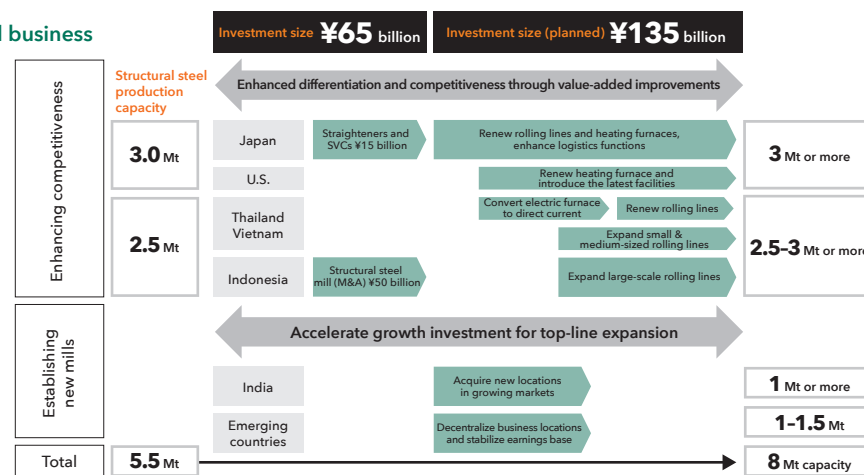 business
Investment size ¥65 billion
Investment size (planned) ¥135 billion
Structural steel
production
capacity
Enhanced differentiation and competitiveness through value-added improvements
Enhancing competitiveness
3.0 Mt
Japan
Straighteners and
SVCs ¥15 billion
Renew rolling lines and heating furnaces,
enhance logistics functions
3 Mt or more
U.S.
Renew heating furnace and
introduce the latest facilities
2.5 Mt
Thailand
Vietnam
Convert electric furnace
to direct current
Renew rolling lines
Expand small &
medium-sized rolling lines
2.5–3 Mt or more
Indonesia
Structural steel
mill (M&A) ¥50 billion
Expand large-scale rolling lines
Accelerate growth investment for top-line expansion
Establishing
new mills
India
Acquire new locations
in growing markets
1 Mt or more
Emerging
countries
Decentralize business locations
and stabilize earnings base
1–1.5 Mt
Total
5.5 Mt
8 Mt capacity